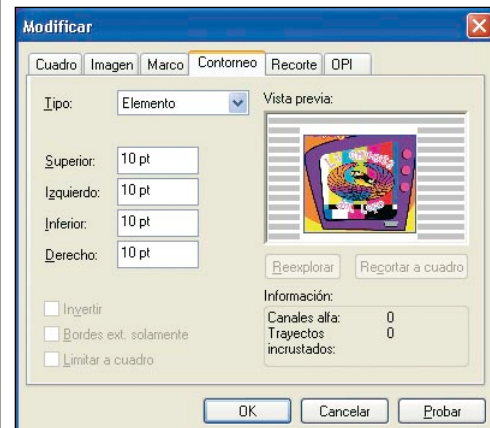 Modificar
Cuadro Imagen Marco Contorneo Recorte OPI
Tipo: Elemento
Vista previa:
Superior: 10 pt
Izquierdo: 10 pt
Inferior: 10 pt
Derecho: 10 pt
Reexplorar Recortar a cuadro
Invertir
Bordes ext. solamente
Limitar a cuadro
Información:
Canales alfa: 0
Trayectos incrustados: 0
OK Cancelar Probar